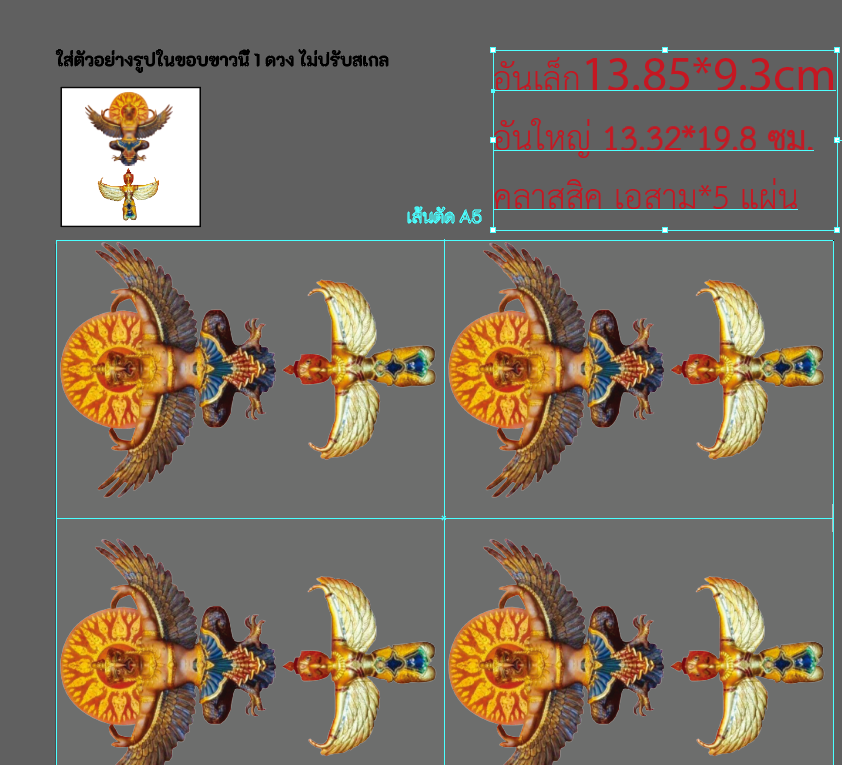 ใส่ตัวอย่างรูปในขอบขาวนี้ 1 ดวง ไม่ปรับสเกล
อันเล็ก13.85*9.3cm
อันใหญ่ 13.32*19.8 ซม.
คลาสสิค เอสาม*5 แผ่น
เส้นตัด A5